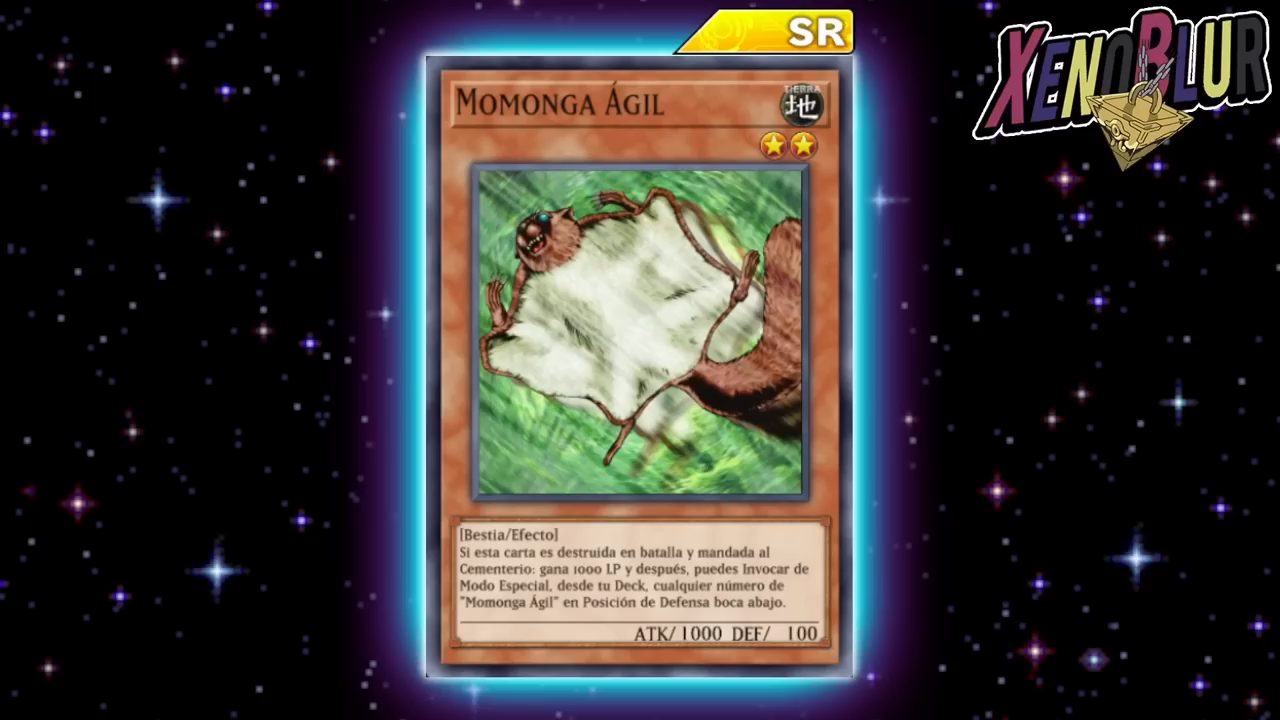 SR
XENOBLUR
MOMONGA ÁGIL
TIERRA
地
[Bestia/Efecto]
Si esta carta es destruida en batalla y mandada al
Cementerio: gana 1000 LP y después, puedes Invocar de
Modo Especial, desde tu Deck, cualquier número de
"Momonga Ágil" en Posición de Defensa boca abajo.
ATK/ 1000 DEF/ 100